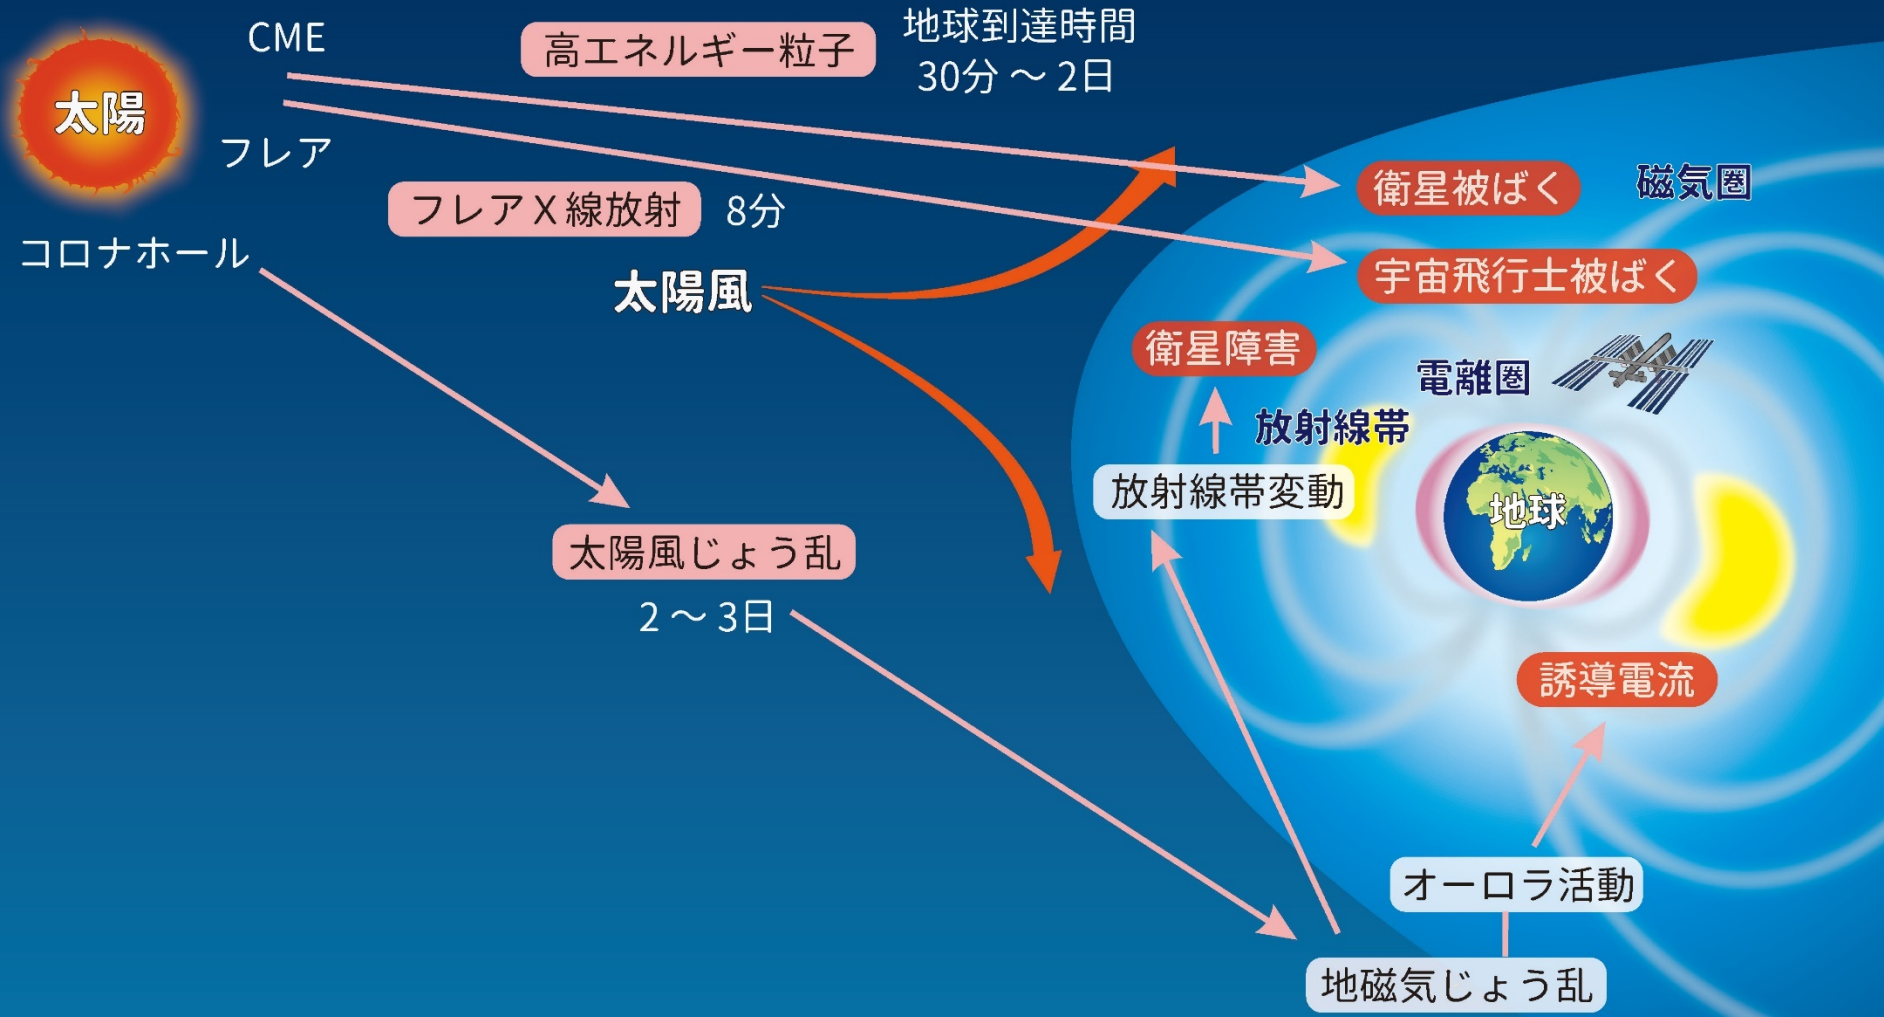 CME
高エネルギー粒子
地球到達時間
30分 ～ 2日
太陽
フレア
フレアX線放射
8分
コロナホール
太陽風
衛星被ばく
磁気圏
宇宙飛行士被ばく
衛星障害
電離圏
放射線帯
放射線帯変動
地球
太陽風じょう乱
2 ～ 3日
誘導電流
オーロラ活動
地磁気じょう乱